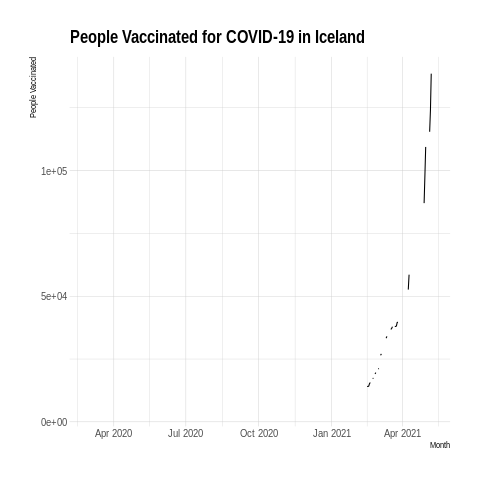 People Vaccinated for COVID-19 in Iceland
People Vaccinated
1e+05
5e+04
0e+00
Apr 2020 Jul 2020 Oct 2020 Jan 2021 Apr 2021
Month